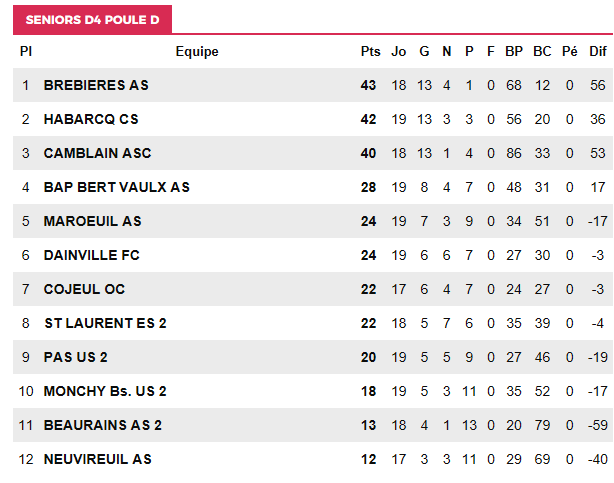 SENIORS D4 POULE D
Pl Equipe Pts Jo G N P F BP BC Pé Dif
1 BREBIERES AS 43 18 13 4 1 0 68 12 0 56
2 HABARCQ CS 42 19 13 3 3 0 56 20 0 36
3 CAMBLAIN ASC 40 18 13 1 4 0 86 33 0 53
4 BAP BERT VAULX AS 28 19 8 4 7 0 48 31 0 17
5 MAROEUIL AS 24 19 7 3 9 0 34 51 0 -17
6 DAINVILLE FC 24 19 6 6 7 0 27 30 0 -3
7 COJEUL OC 22 17 6 4 7 0 24 27 0 -3
8 ST LAURENT ES 2 22 18 5 7 6 0 35 39 0 -4
9 PAS US 2 20 19 5 5 9 0 27 46 0 -19
10 MONCHY Bs. US 2 18 19 5 3 11 0 35 52 0 -17
11 BEAURAINS AS 2 13 18 4 1 13 0 20 79 0 -59
12 NEUVIREUIL AS 12 17 3 3 11 0 29 69 0 -40